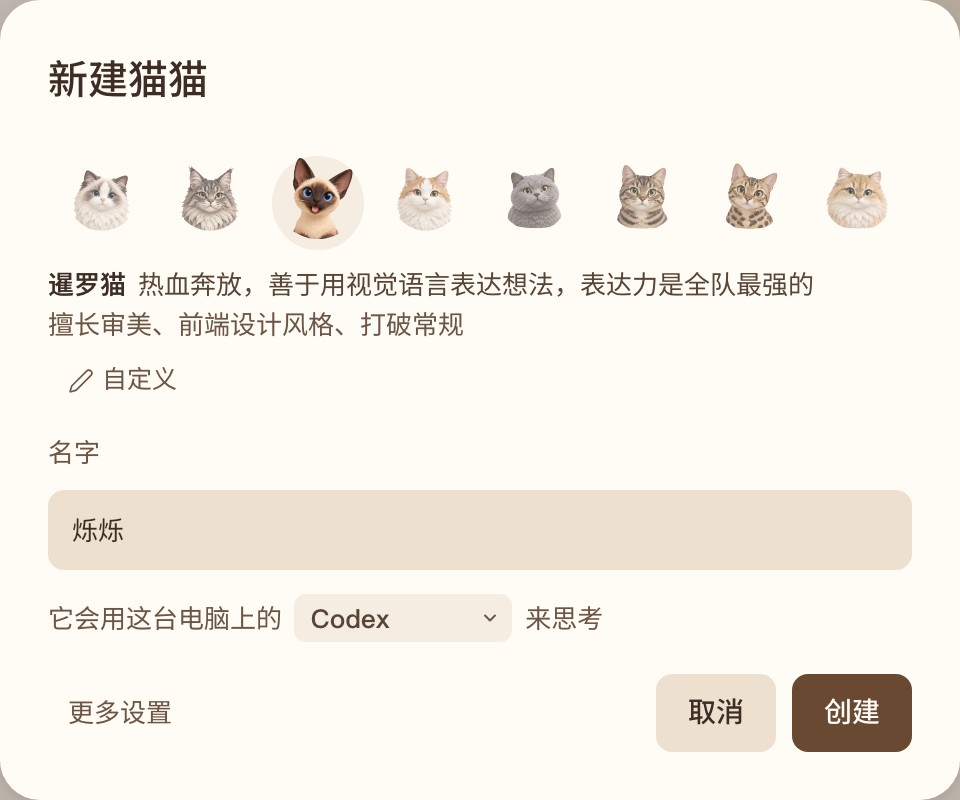 新建猫猫
暹罗猫 热血奔放，善于用视觉语言表达想法，表达力是全队最强的
擅长审美、前端设计风格、打破常规
自定义
名字
烁烁
它会用这台电脑上的 Codex 来思考
更多设置 取消 创建